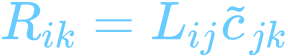 R_{ik} = L_{ij} \tilde{c}_{jk}